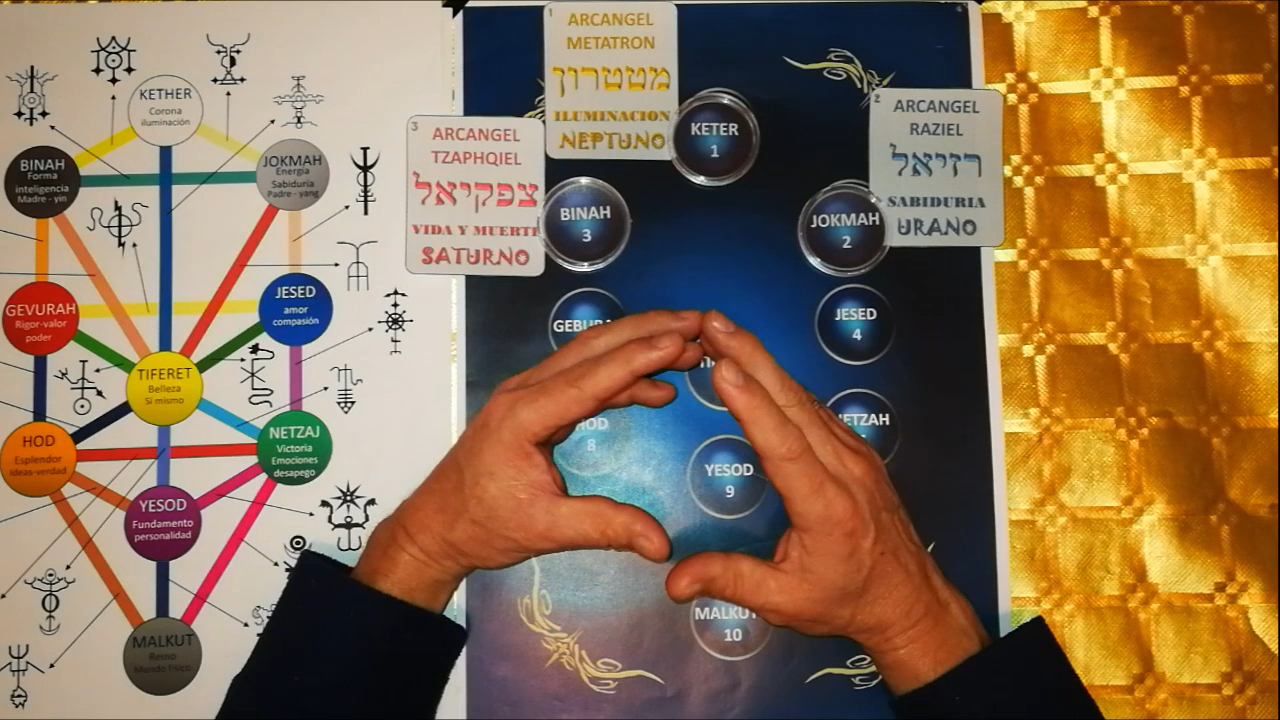 KETHER
Corona
iluminación
BINAH
Forma
inteligencia
Madre - yin
JOKMAH
Energía
Sabiduria
Padre - yang
GEVURAH
Rigor-valor
poder
JESED
amor
compasión
TIFERET
Belleza
Sí mismo
HOD
Esplendor
Ideas-verdad
NETZAJ
Victoria
Emociones
desapego
YESOD
Fundamento
personalidad
MALKUT
Reino
Mundo físico
1
ARCANGEL
METATRON
מטטרון
ILUMINACION
NEPTUNO
3
ARCANGEL
TZAPHQIEL
צפקיאל
VIDA Y MUERTE
SATURNO
2
ARCANGEL
RAZIEL
רזיאל
SABIDURIA
URANO
KETER
1
BINAH
3
JOKMAH
2
JESED
4
HOD
8
YESOD
9
MALKUT
10